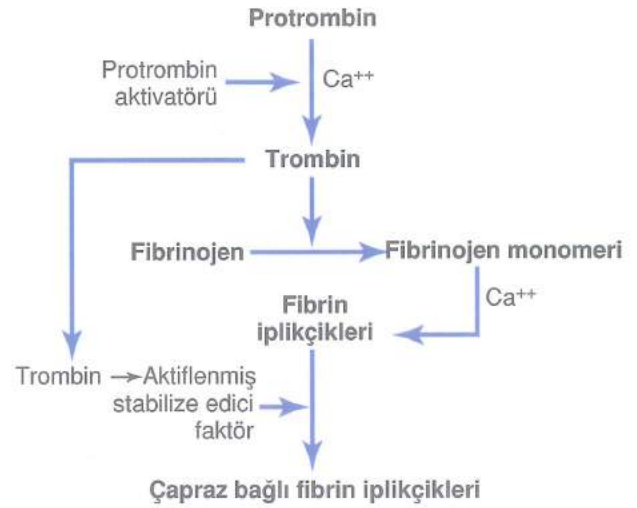 Protrombin
Protrombin
aktivatörü
Ca++
Trombin
Fibrinojen
Fibrinojen monomeri
Ca++
Fibrin
iplikçikleri
Trombin
Aktiflenmiş
stabilize edici
faktör
Çapraz bağlı fibrin iplikçikleri